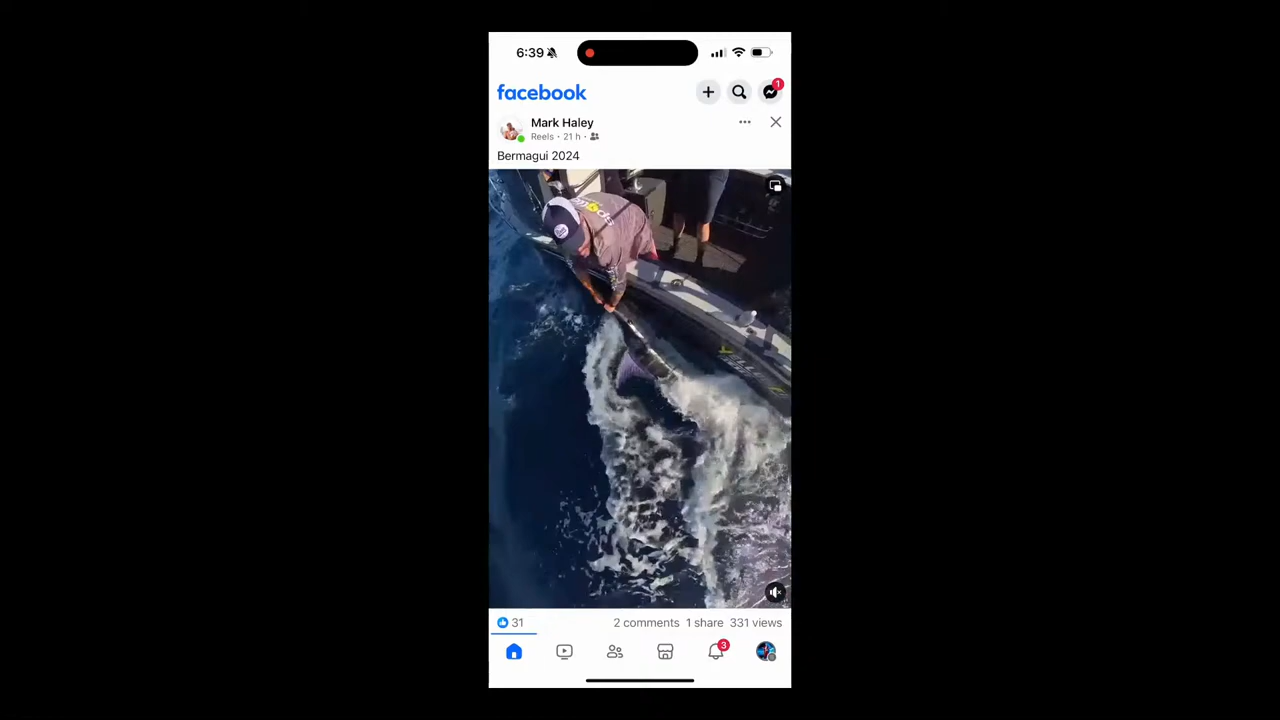 6:39
facebook
1
Mark Haley
Reels · 21 h ·
Bermagui 2024
31
2 comments 1 share 331 views
3